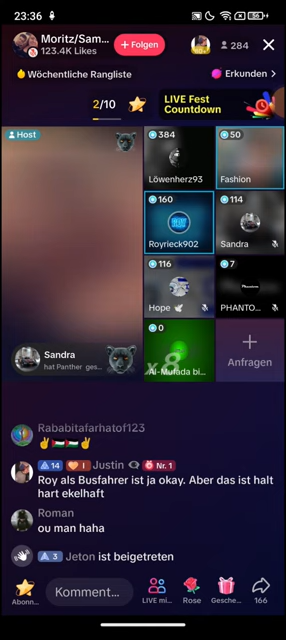 23:36
56
Moritz/Sam...
123.4K Likes
+ Folgen
284
Wöchentliche Rangliste
Erkunden >
2/10
LIVE Fest
Countdown
Host
384
Löwenherz93
50
Fashion
160
Royrieck902
114
Sandra
116
Hope 🕊
7
PHANTO...
0
x8
Al-Mufada bi...
Anfragen
Sandra
hat Panther ges...
Rababitafarhatof123
✌🇵🇸🇵🇸✌
14 I Justin Nr. 1
Roy als Busfahrer ist ja okay. Aber das ist halt
hart ekelhaft
Roman
ou man haha
3 Jeton ist beigetreten
Komment...
Abonn...
LIVE mi...
Rose
Gesche...
166